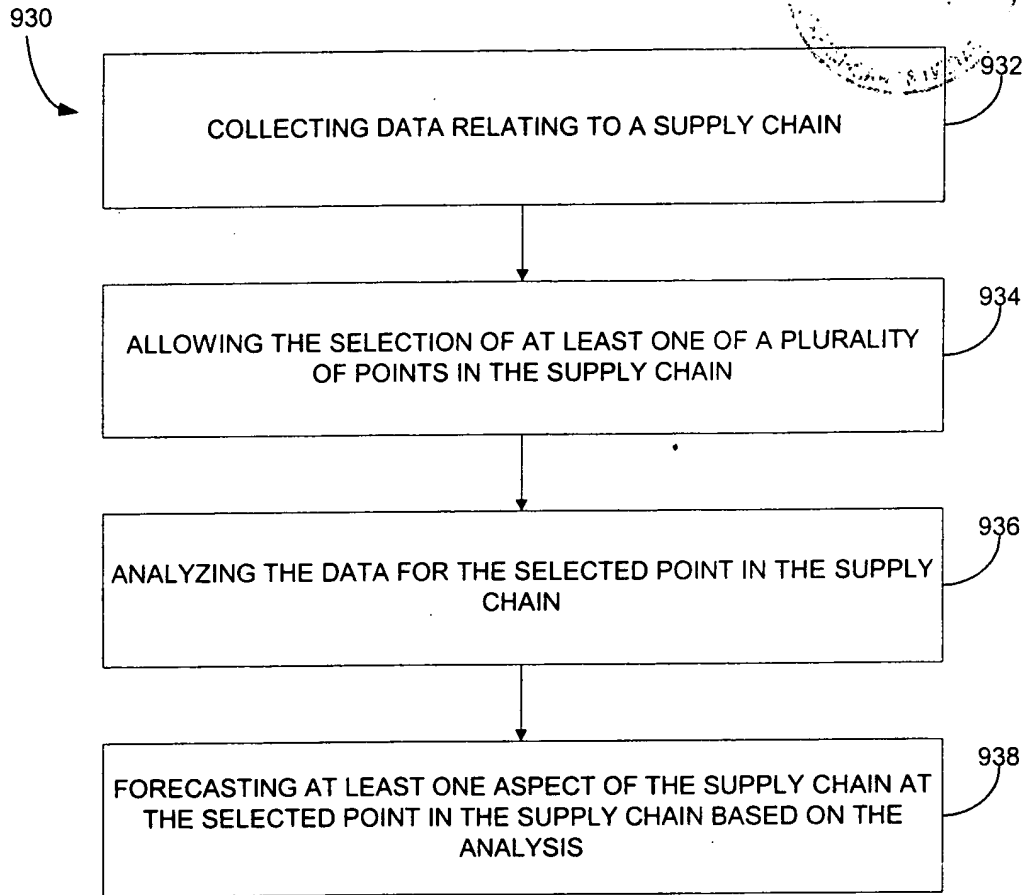 930
932
COLLECTING DATA RELATING TO A SUPPLY CHAIN
934
ALLOWING THE SELECTION OF AT LEAST ONE OF A PLURALITY
OF POINTS IN THE SUPPLY CHAIN
936
ANALYZING THE DATA FOR THE SELECTED POINT IN THE SUPPLY
CHAIN
938
FORECASTING AT LEAST ONE ASPECT OF THE SUPPLY CHAIN AT
THE SELECTED POINT IN THE SUPPLY CHAIN BASED ON THE
ANALYSIS